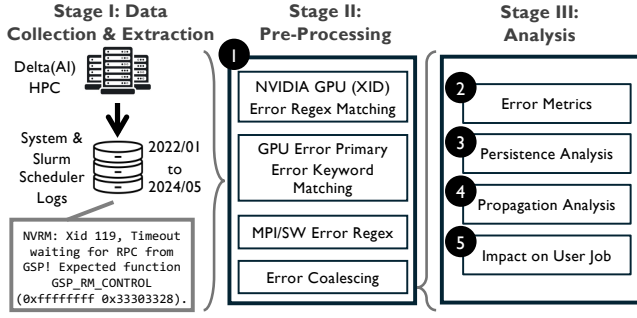 Stage I: Data
Collection & Extraction
Delta(AI)
HPC
System &
Slurm
Scheduler
Logs
2022/01
to
2024/05
NVRM: Xid 119, Timeout
waiting for RPC from
GSP! Expected function
GSP_RM_CONTROL
(0xffffffff 0x33303328).
Stage II:
Pre-Processing
1
NVIDIA GPU (XID)
Error Regex Matching
GPU Error Primary
Error Keyword
Matching
MPI/SW Error Regex
Error Coalescing
Stage III:
Analysis
2
Error Metrics
3
Persistence Analysis
4
Propagation Analysis
5
Impact on User Job